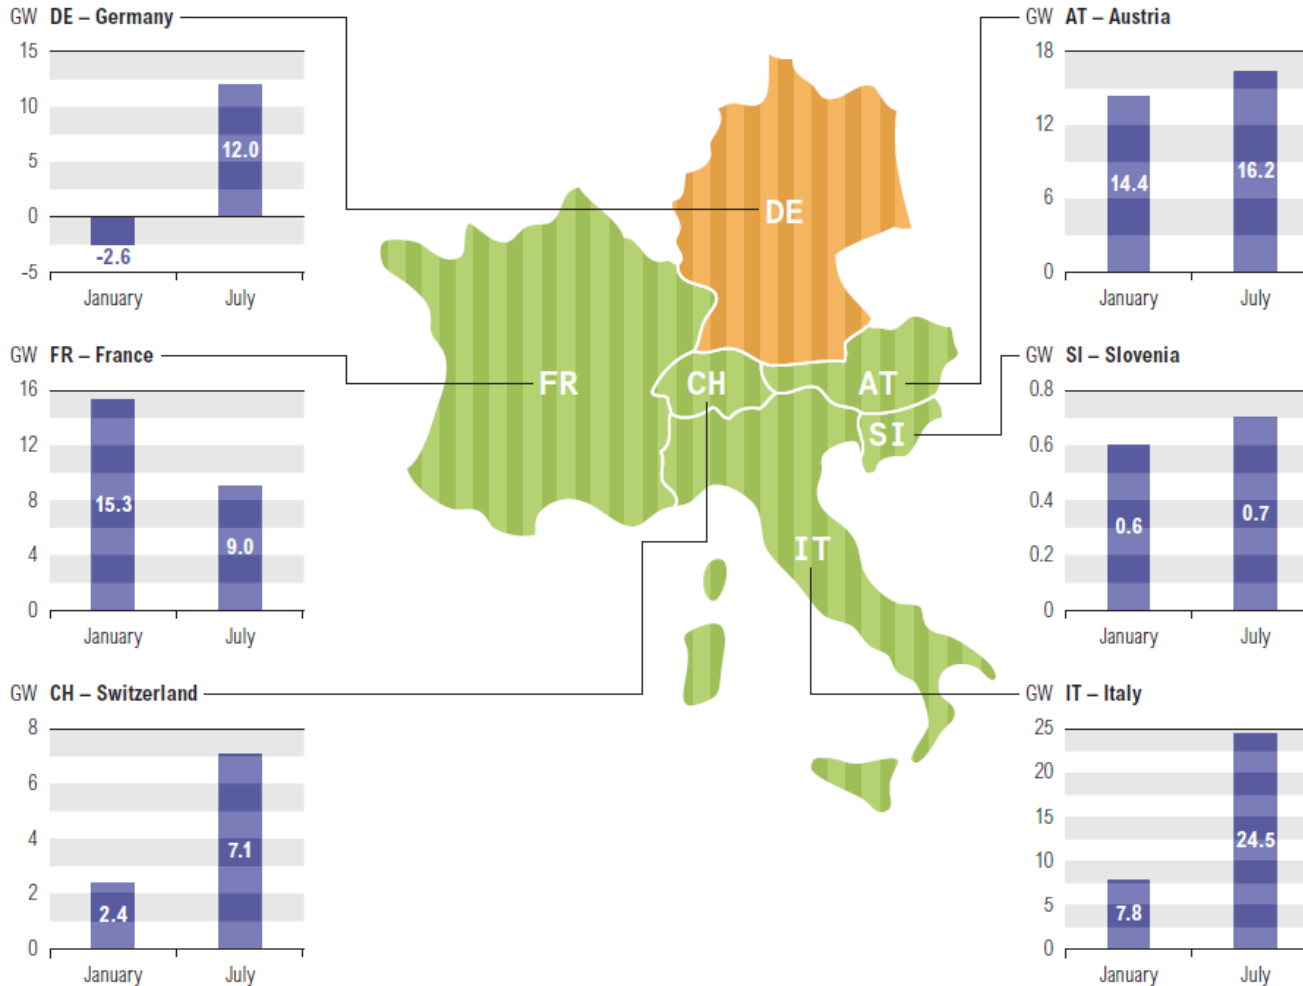 GW DE – Germany
15
10
5
0
-5
12.0
-2.6
January July
GW FR – France
16
12
8
4
0
15.3
9.0
January July
GW CH – Switzerland
8
6
4
2
0
7.1
2.4
January July
DE
FR
CH
AT
SI
IT
GW AT – Austria
18
12
6
0
14.4
16.2
January July
GW SI – Slovenia
0.8
0.6
0.4
0.2
0
0.6
0.7
January July
GW IT – Italy
25
20
15
10
5
0
7.8
24.5
January July